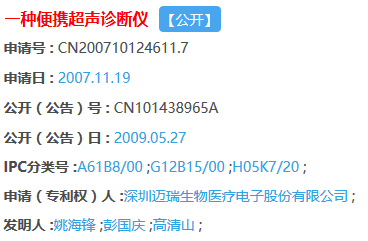 一种便携超声诊断仪 【公开】
申请号：CN200710124611.7
申请日：2007.11.19
公开（公告）号：CN101438965A
公开（公告）日：2009.05.27
IPC分类号：A61B8/00 ;G12B15/00 ;H05K7/20 ;
申请（专利权）人：深圳迈瑞生物医疗电子股份有限公司 ;
发明人：姚海锋 ;彭国庆 ;高清山 ;